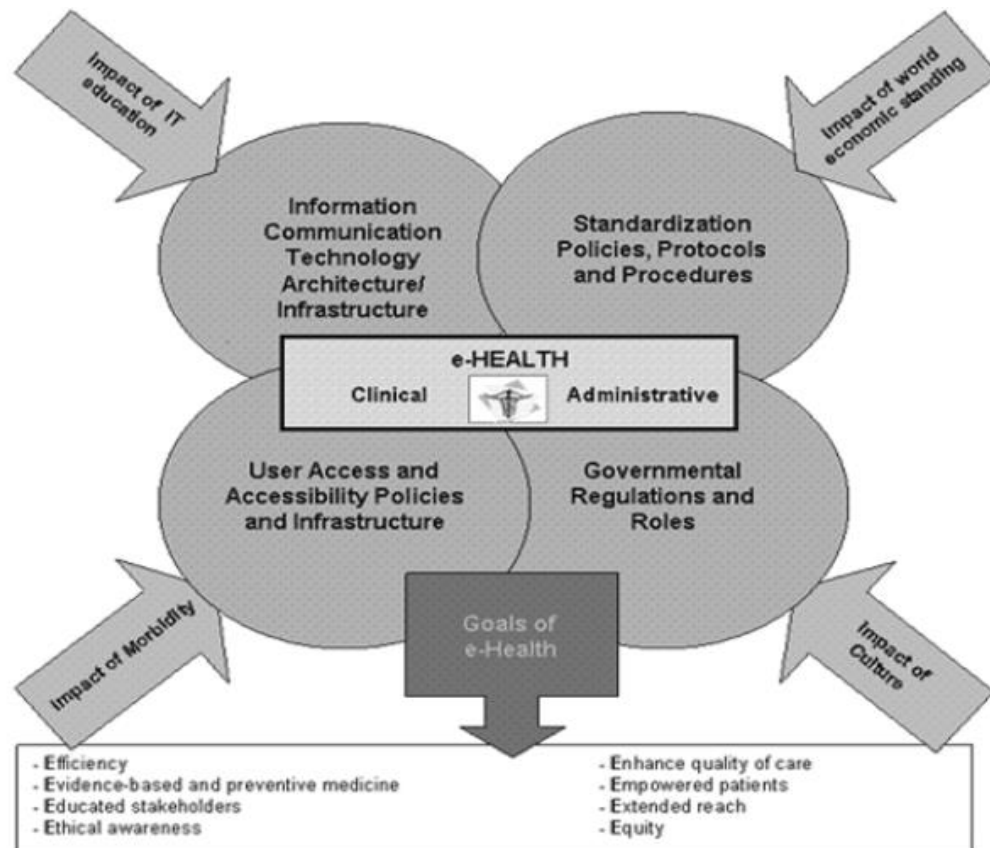 Impact of IT
education
Impact of world
economic standing
Information
Communication
Technology
Architecture/
Infrastructure
Standardization
Policies, Protocols
and Procedures
e-HEALTH
Clinical
Administrative
User Access and
Accessibility Policies
and Infrastructure
Governmental
Regulations and
Roles
Impact of Morbidity
Goals of
e-Health
Impact of
Culture
- Efficiency
- Evidence-based and preventive medicine
- Educated stakeholders
- Ethical awareness
- Enhance quality of care
- Empowered patients
- Extended reach
- Equity